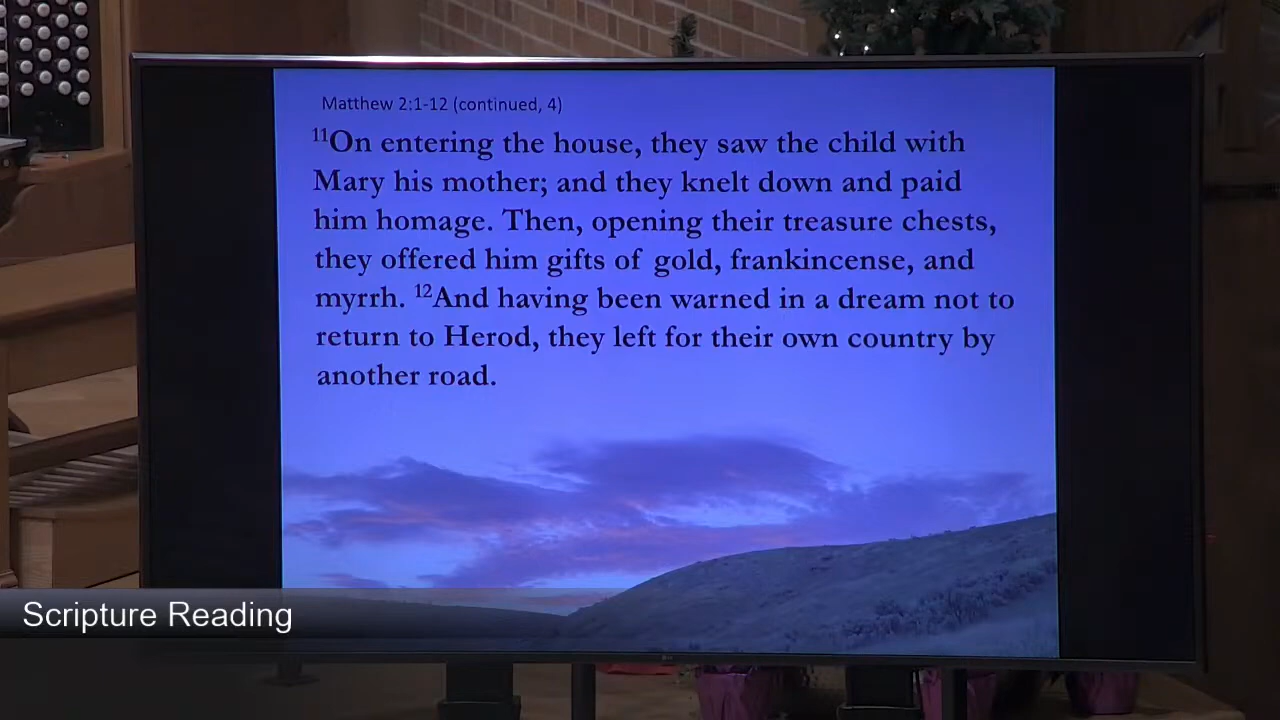 Matthew 2:1-12 (continued, 4)
11On entering the house, they saw the child with
Mary his mother; and they knelt down and paid
him homage. Then, opening their treasure chests,
they offered him gifts of gold, frankincense, and
myrrh. 12And having been warned in a dream not to
return to Herod, they left for their own country by
another road.
Scripture Reading